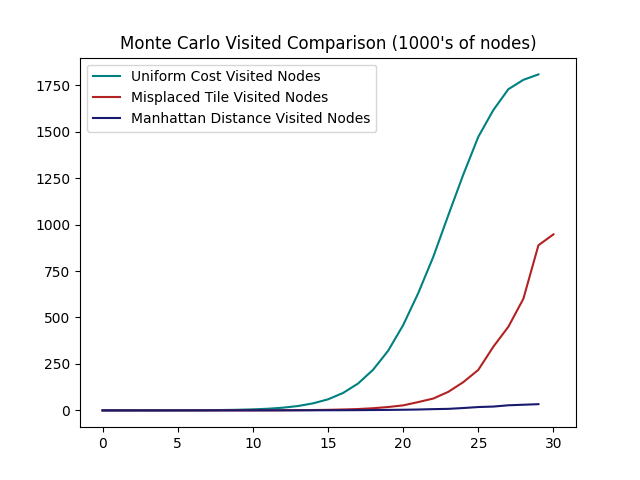 Monte Carlo Visited Comparison (1000's of nodes)
Uniform Cost Visited Nodes
Misplaced Tile Visited Nodes
Manhattan Distance Visited Nodes
1750
1500
1250
1000
750
500
250
0
0 5 10 15 20 25 30